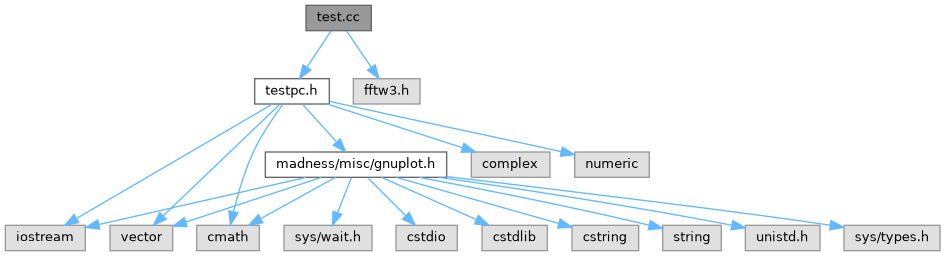 test.cc
testpc.h
fftw3.h
madness/misc/gnuplot.h
complex
numeric
iostream
vector
cmath
sys/wait.h
cstdio
cstdlib
cstring
string
unistd.h
sys/types.h